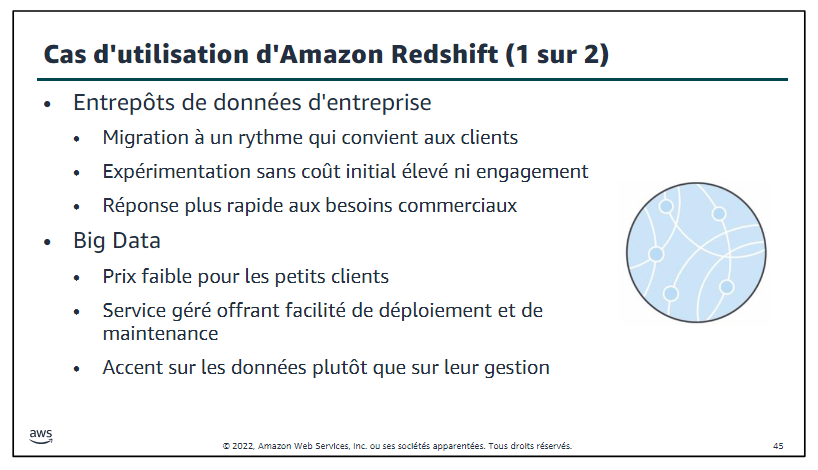 Cas d'utilisation d'Amazon Redshift (1 sur 2)
• Entrepôts de données d'entreprise
• Migration à un rythme qui convient aux clients
• Expérimentation sans coût initial élevé ni engagement
• Réponse plus rapide aux besoins commerciaux
• Big Data
• Prix faible pour les petits clients
• Service géré offrant facilité de déploiement et de
maintenance
• Accent sur les données plutôt que sur leur gestion
aws
© 2022, Amazon Web Services, Inc. ou ses sociétés apparentées. Tous droits réservés.
45